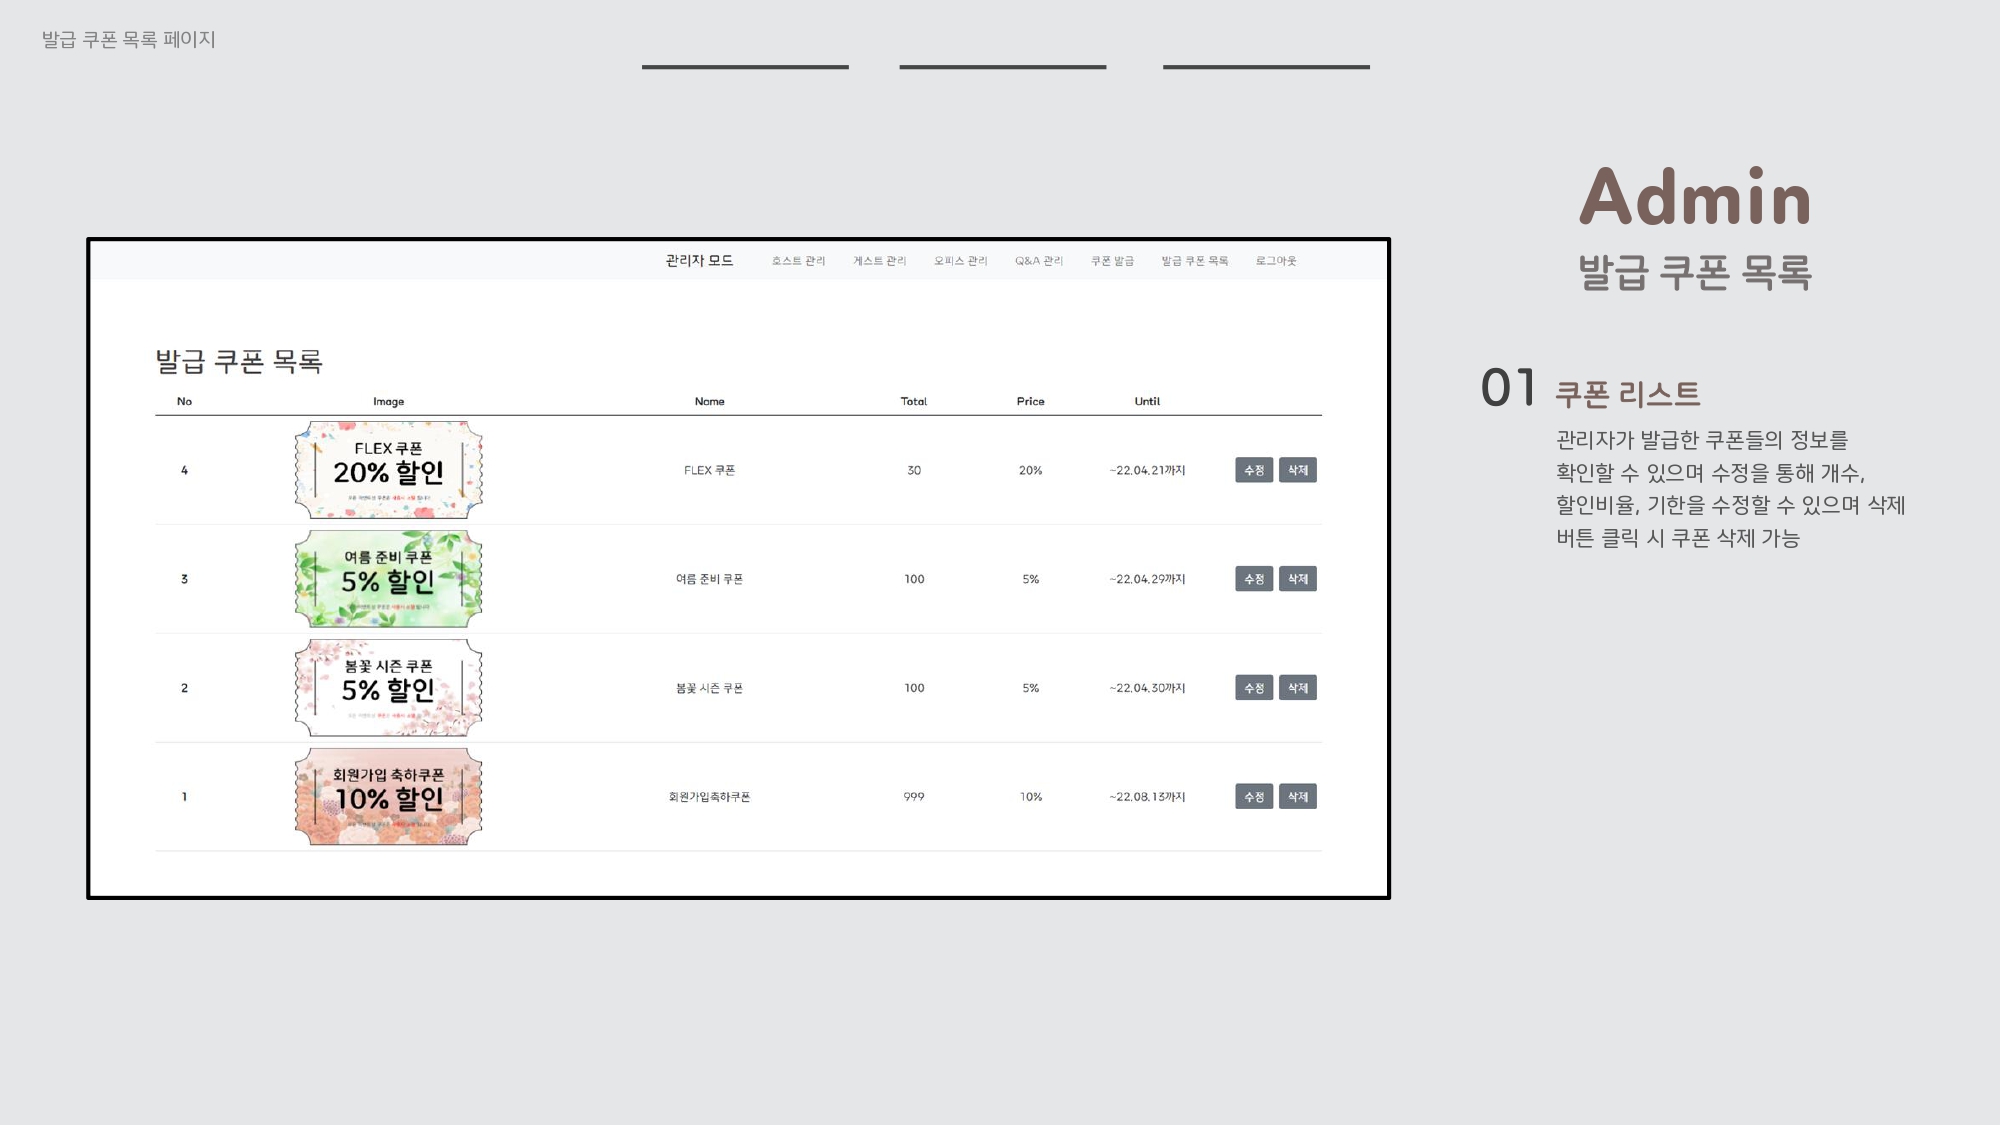 발급 쿠폰 목록 페이지
관리자 모드 호스트 관리 게스트 관리 오피스 관리 Q&A 관리 쿠폰 발급 발급 쿠폰 목록 로그아웃
발급 쿠폰 목록
No Image Name Total Price Until
FLEX 쿠폰
20% 할인
4 FLEX 쿠폰 30 20% ~22.04.21까지 수정 삭제
여름 준비 쿠폰
5% 할인
3 여름 준비 쿠폰 100 5% ~22.04.29까지 수정 삭제
봄꽃 시즌 쿠폰
5% 할인
2 봄꽃 시즌 쿠폰 100 5% ~22.04.30까지 수정 삭제
회원가입 축하쿠폰
10% 할인
1 회원가입축하쿠폰 999 10% ~22.08.13까지 수정 삭제
Admin
발급 쿠폰 목록
01 쿠폰 리스트
관리자가 발급한 쿠폰들의 정보를
확인할 수 있으며 수정을 통해 개수,
할인비율, 기한을 수정할 수 있으며 삭제
버튼 클릭 시 쿠폰 삭제 가능